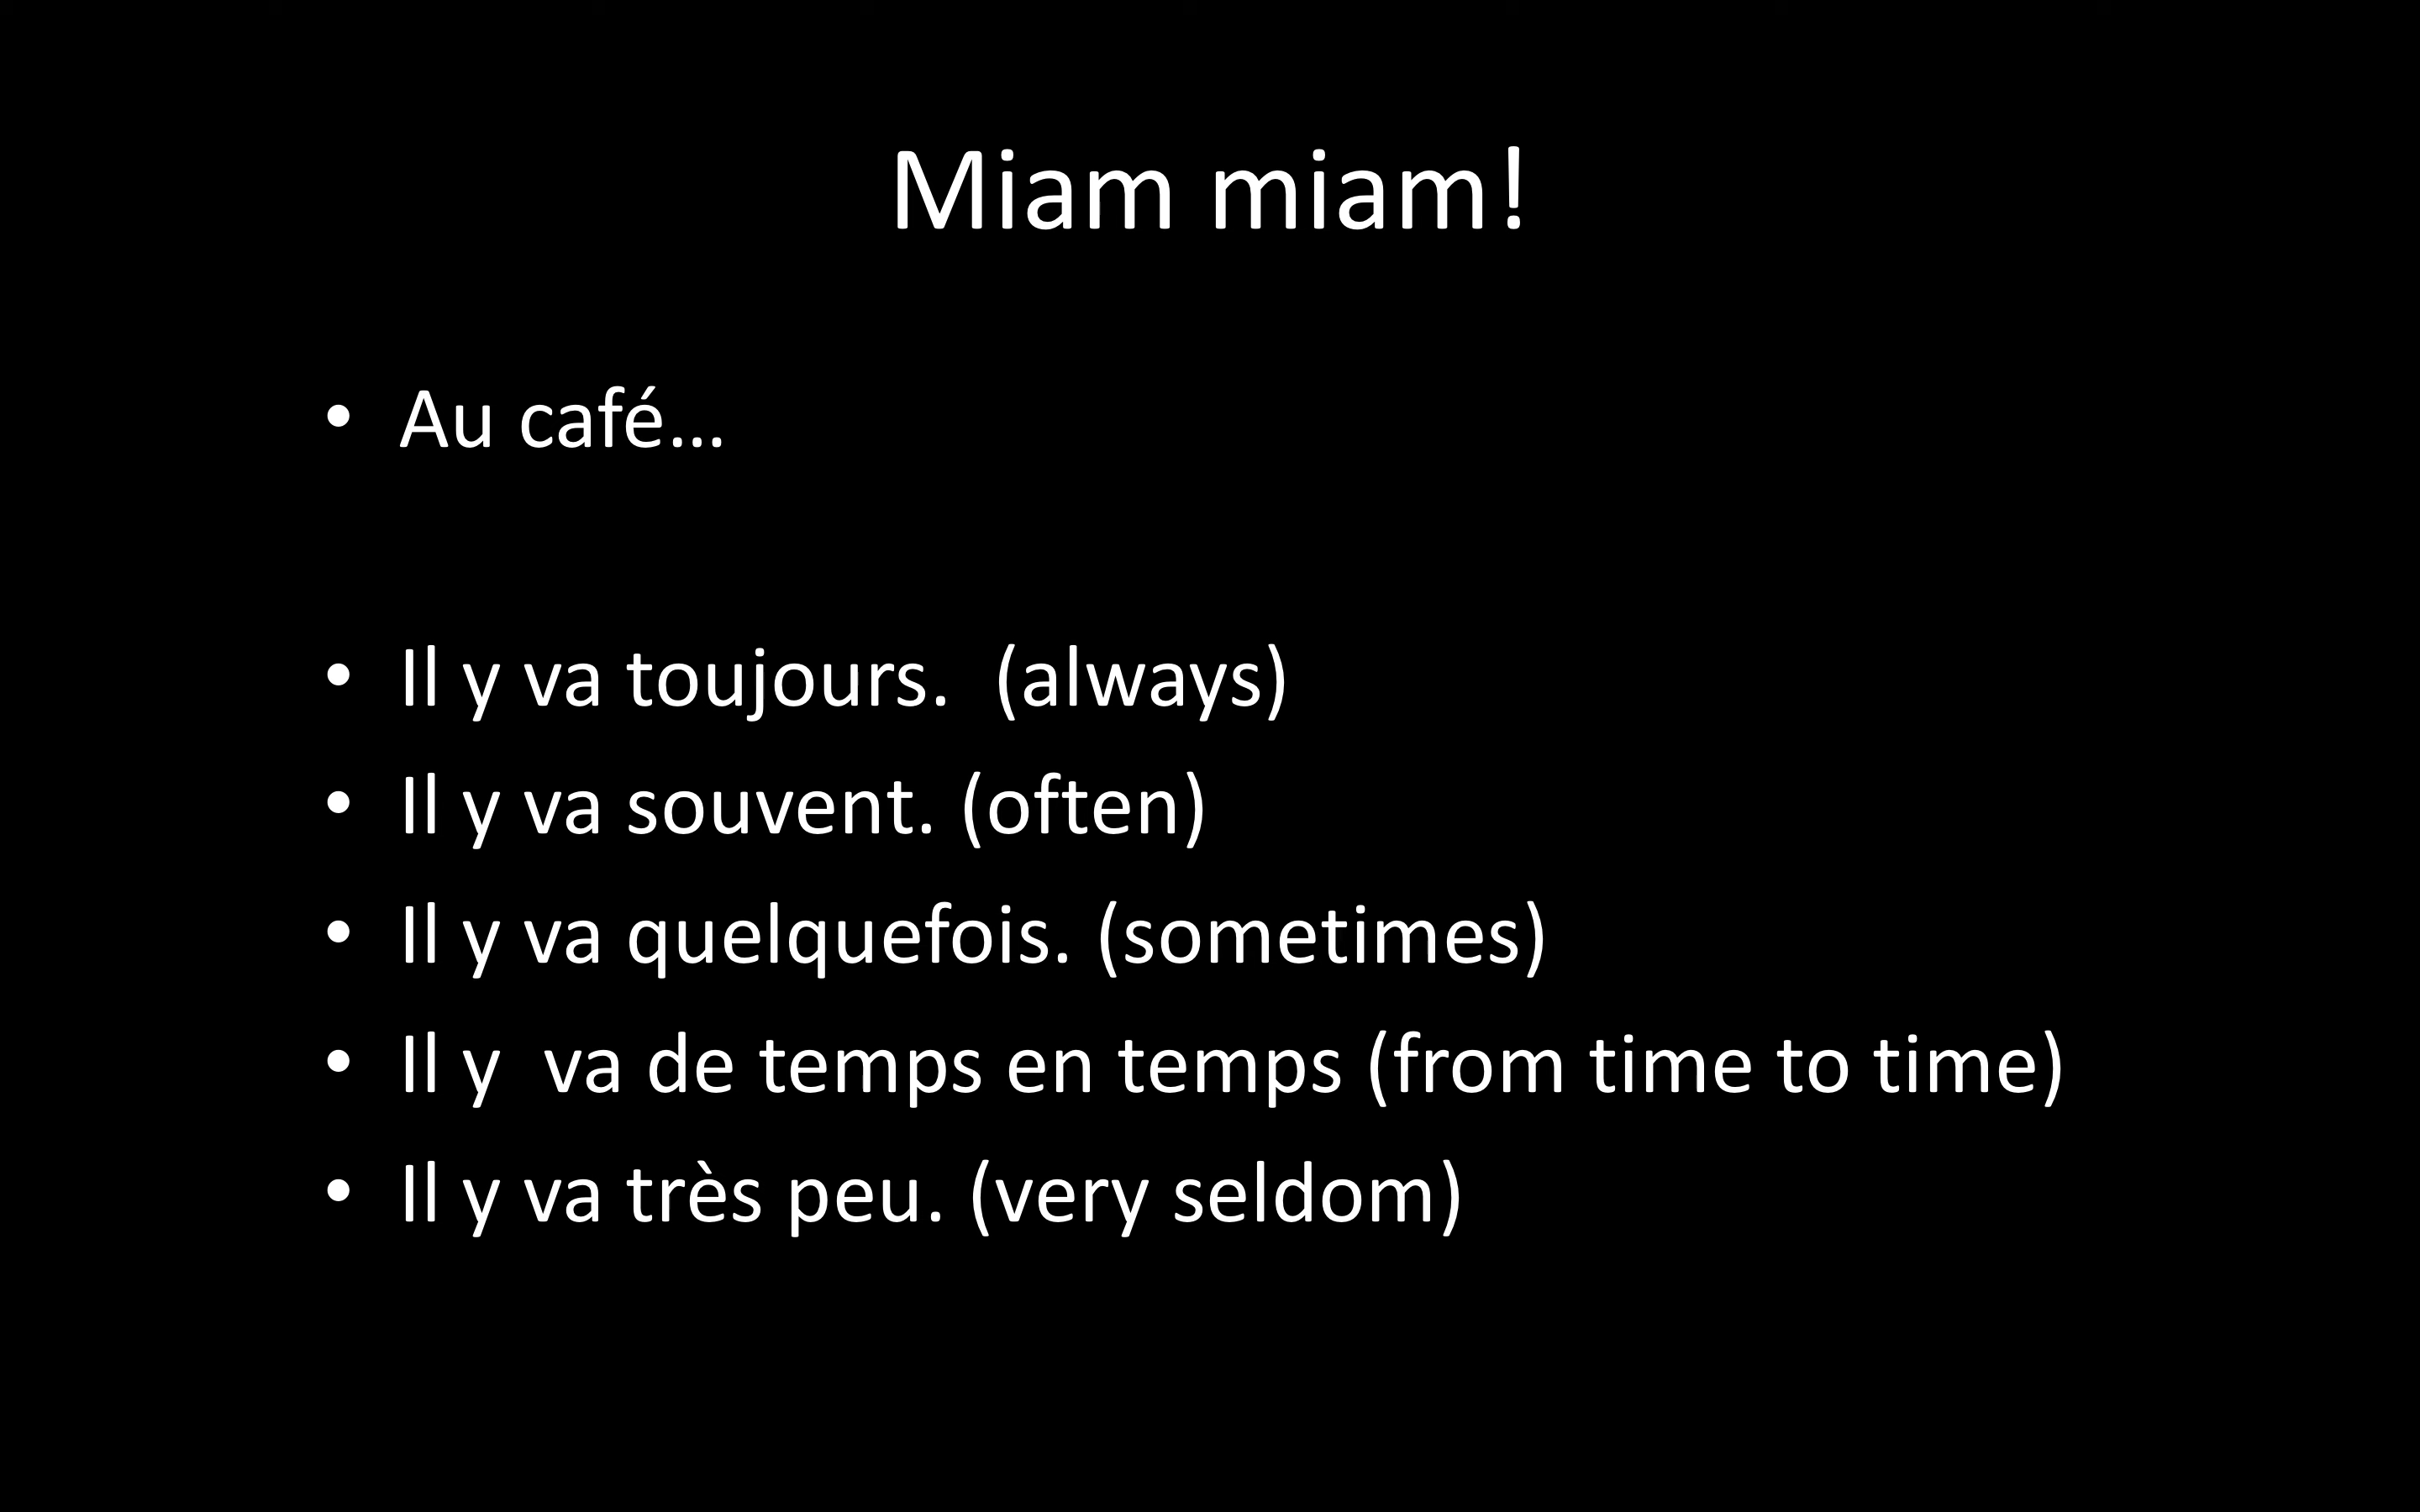 Miam miam!
• Au café…
• Il y va toujours.  (always)
• Il y va souvent. (often)
• Il y va quelquefois. (sometimes)
• Il y  va de temps en temps (from time to time)
• Il y va très peu. (very seldom)